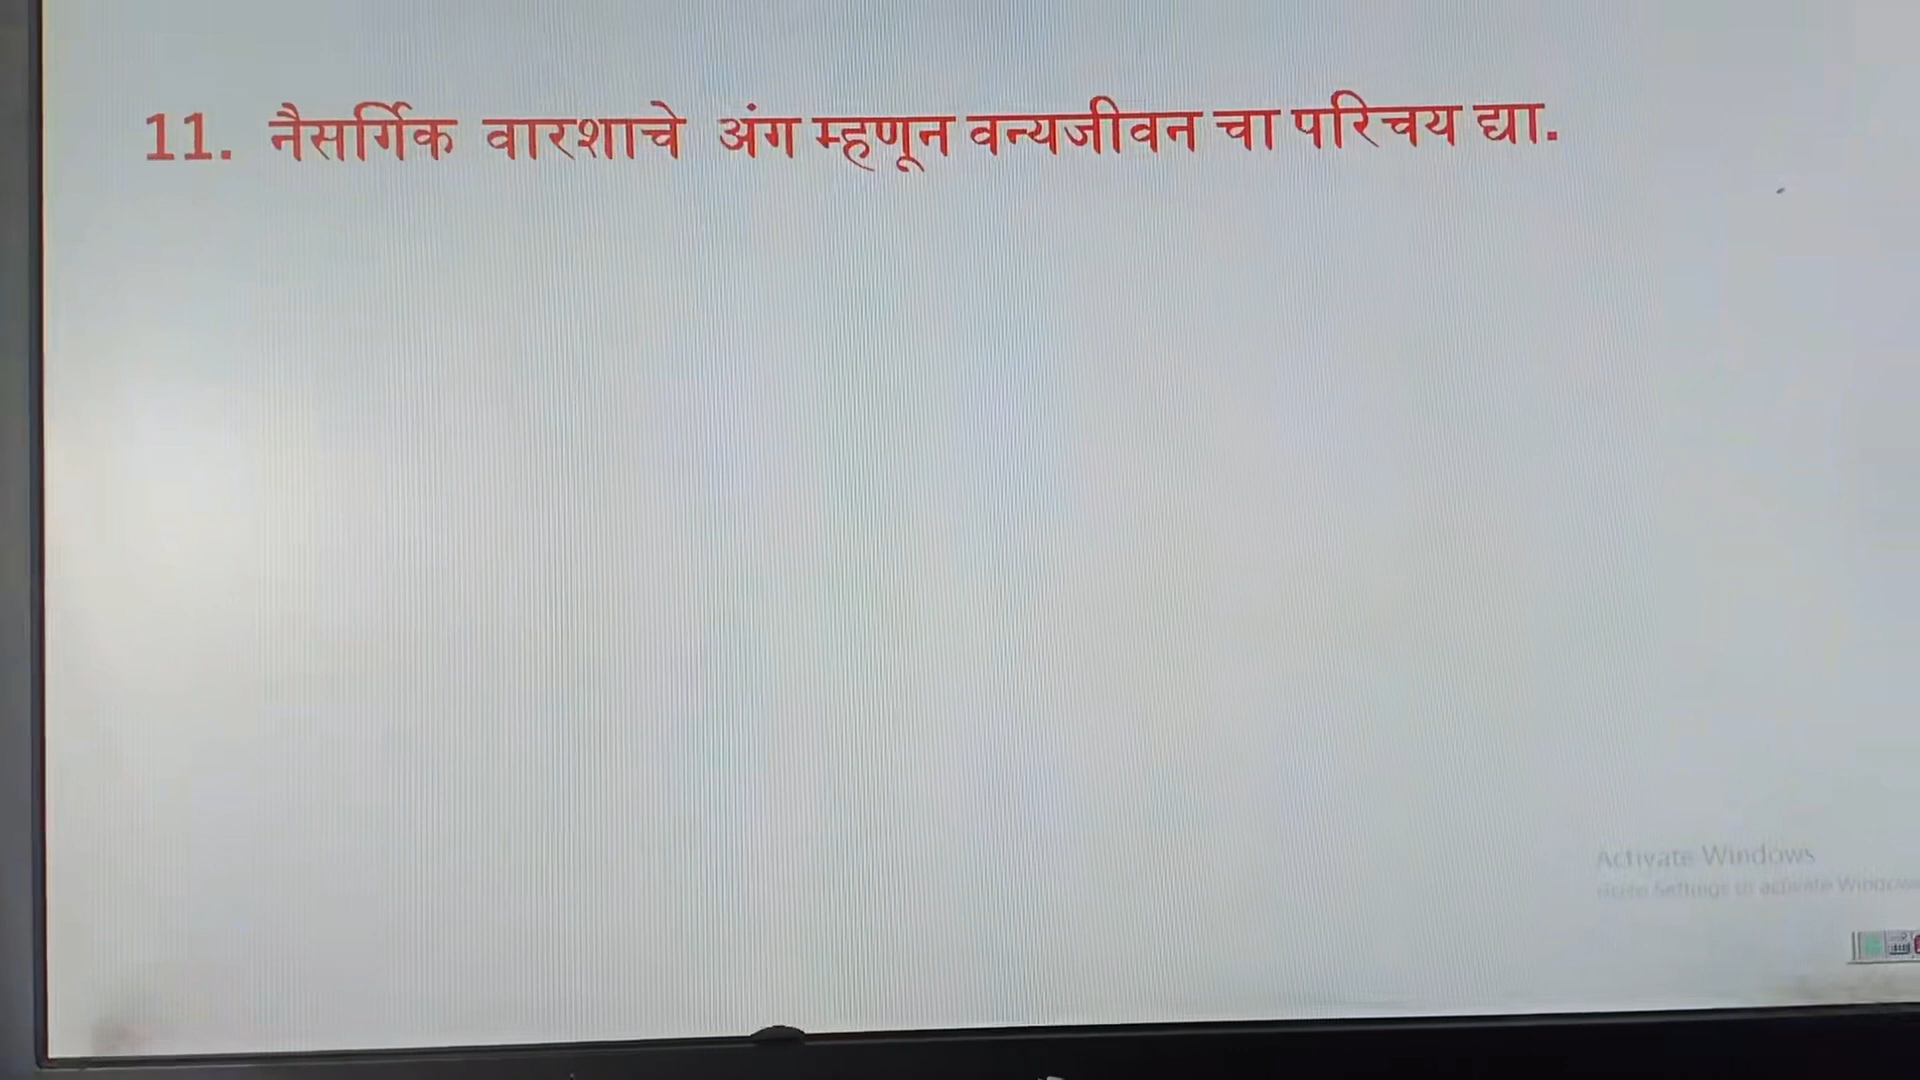 11. नैसर्गिक वारशाचे अंग म्हणून वन्यजीवन चा परिचय द्या.
Activate Windows